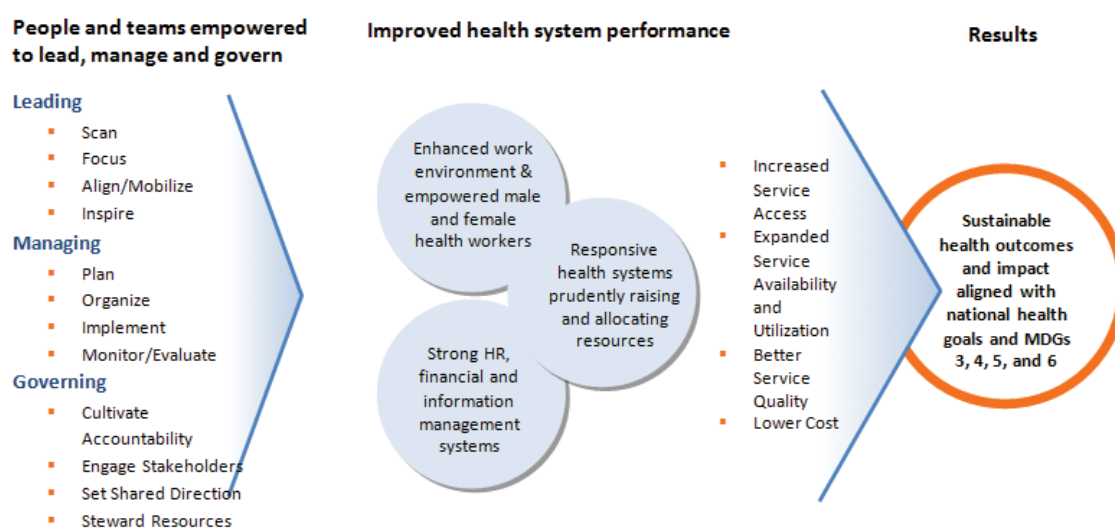 People and teams empowered
to lead, manage and govern
Leading
Scan
Focus
Align/Mobilize
Inspire
Managing
Plan
Organize
Implement
Monitor/Evaluate
Governing
Cultivate
Accountability
Engage Stakeholders
Set Shared Direction
Steward Resources
Improved health system performance
Enhanced work
environment &
empowered male
and female
health workers
Responsive
health systems
prudently raising
and allocating
resources
Strong HR,
financial and
information
management
systems
Increased
Service
Access
Expanded
Service
Availability
and
Utilization
Better
Service
Quality
Lower Cost
Results
Sustainable
health outcomes
and impact
aligned with
national health
goals and MDGs
3, 4, 5, and 6